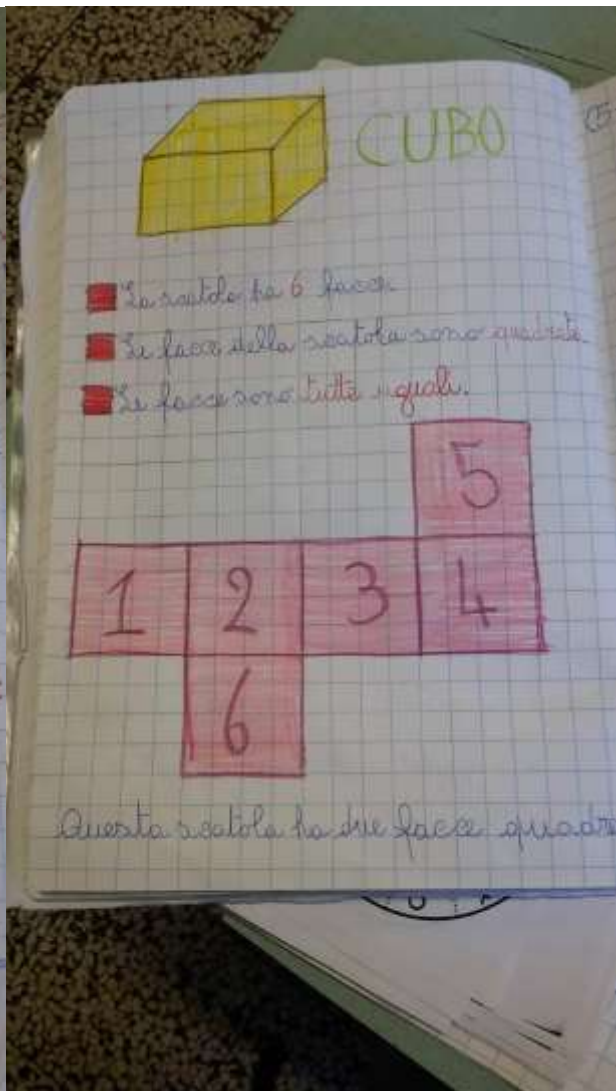 CUBO
La scatola ha 6 facce.
Le facce della scatola sono quadrate.
Le facce sono tutte uguali.
5
1 2 3 4
6
Questa scatola ha due facce quadre